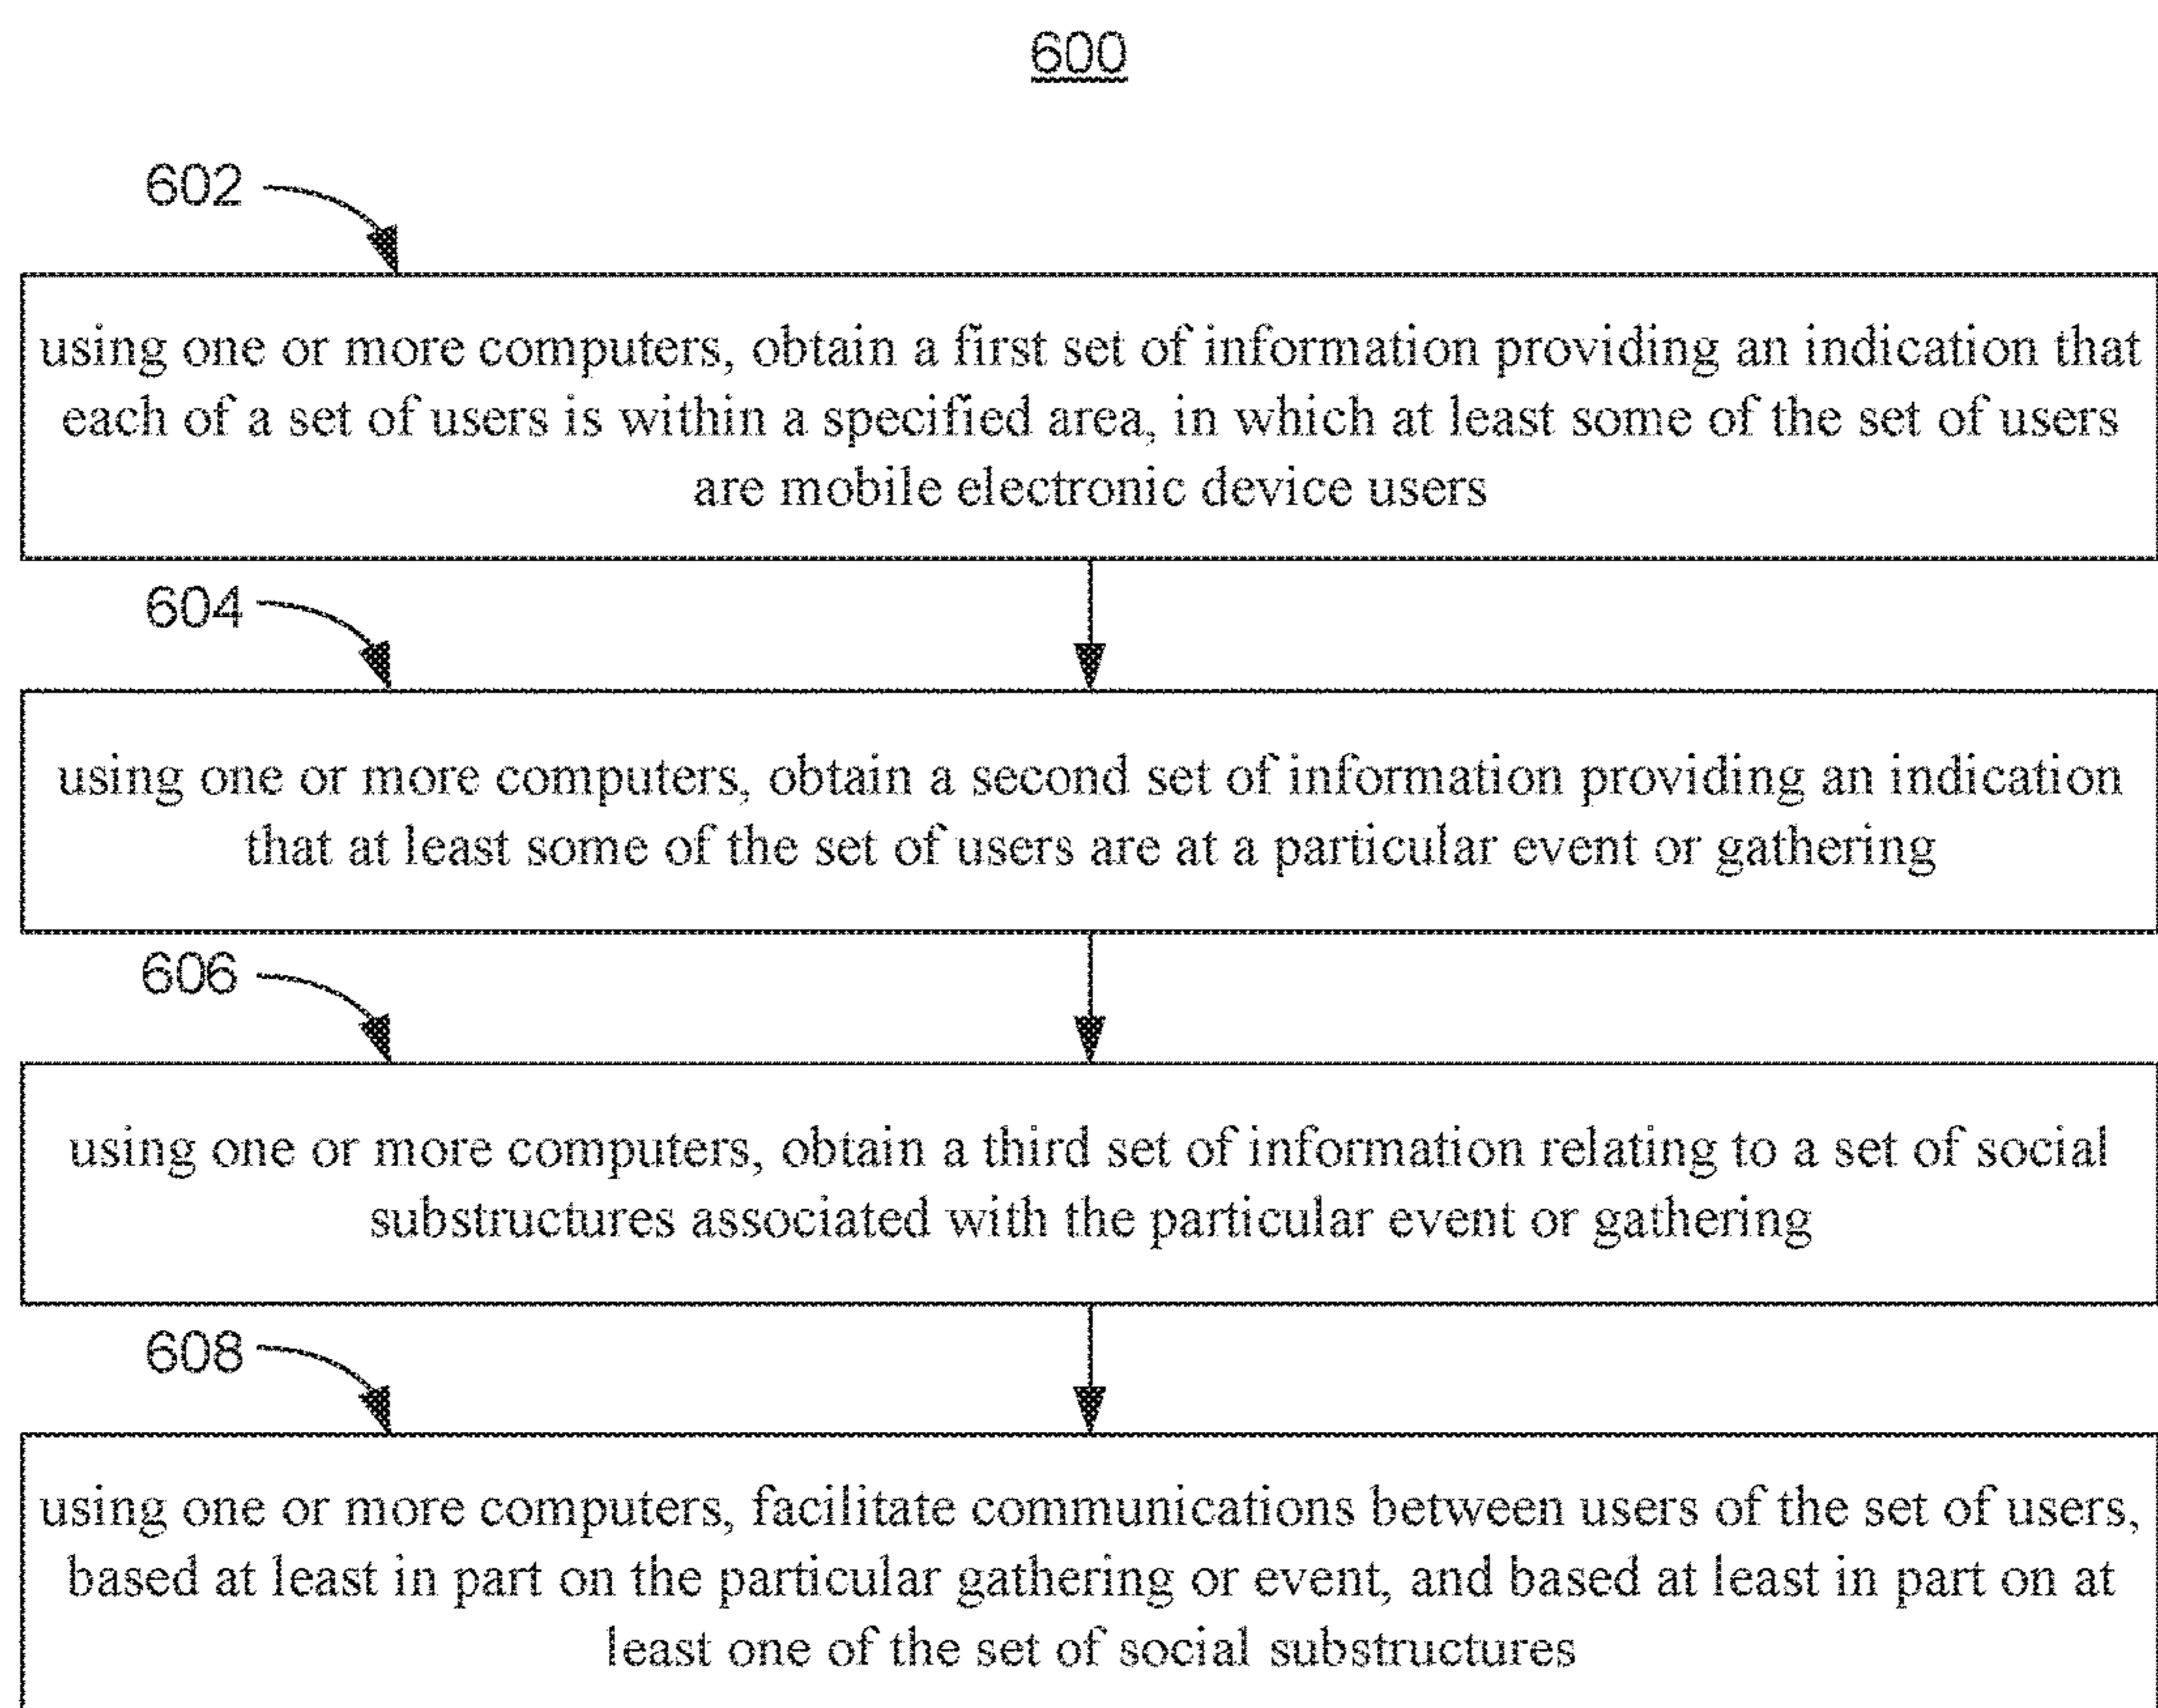 600
602
using one or more computers, obtain a first set of information providing an indication that
each of a set of users is within a specified area, in which at least some of the set of users
are mobile electronic device users
604
using one or more computers, obtain a second set of information providing an indication
that at least some of the set of users are at a particular event or gathering
606
using one or more computers, obtain a third set of information relating to a set of social
substructures associated with the particular event or gathering
608
using one or more computers, facilitate communications between users of the set of users,
based at least in part on the particular gathering or event, and based at least in part on at
least one of the set of social substructures